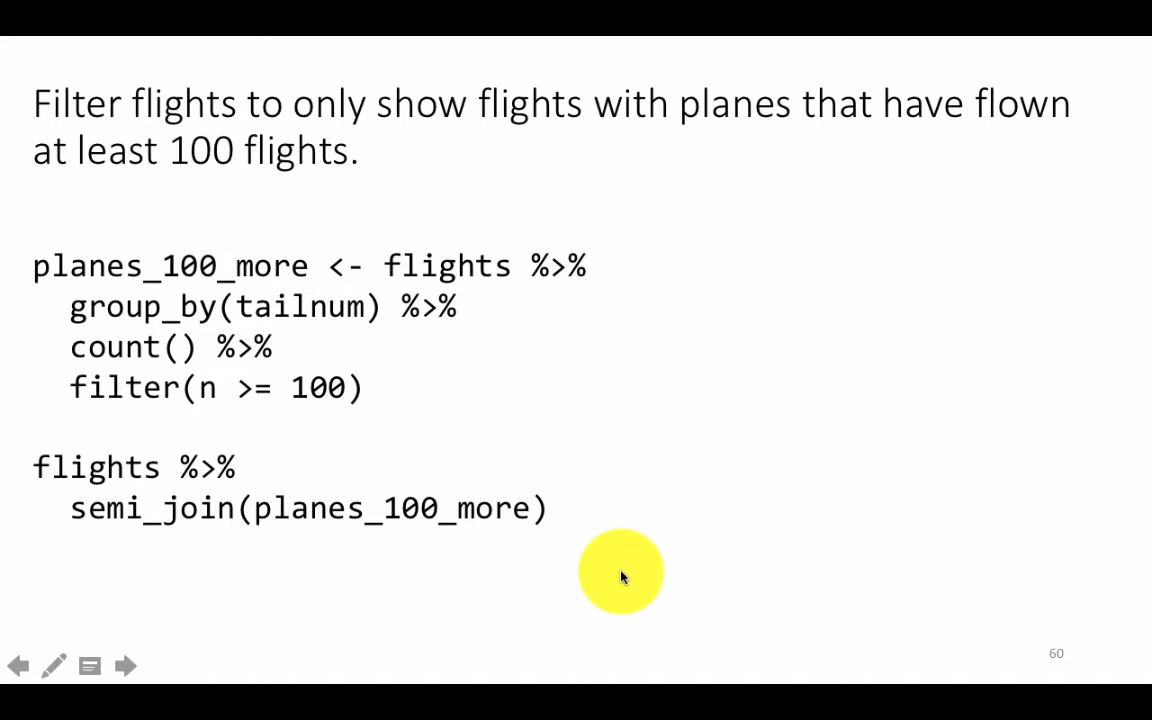 Filter flights to only show flights with planes that have flown
at least 100 flights.
planes_100_more <- flights %>%
  group_by(tailnum) %>%
  count() %>%
  filter(n >= 100)
flights %>%
  semi_join(planes_100_more)
60